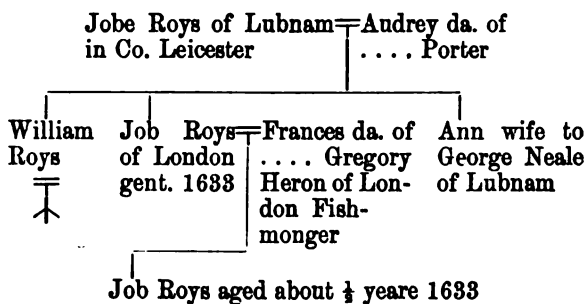 Jobe Roys of Lubnam
in Co. Leicester
Audrey da. of
. . . . Porter
William
Roys
Job Roys
of London
gent. 1633
Frances da. of
. . . . Gregory
Heron of Lon-
don Fish-
monger
Ann wife to
George Neale
of Lubnam
Job Roys aged about ½ yeare 1633